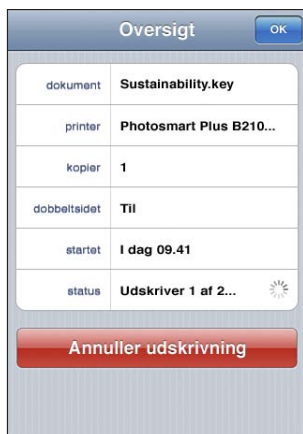 Oversigt
OK
dokument Sustainability.key
printer Photosmart Plus B210...
kopier 1
dobbeltsidet Til
startet I dag 09.41
status Udskriver 1 af 2...
Annuller udskrivning